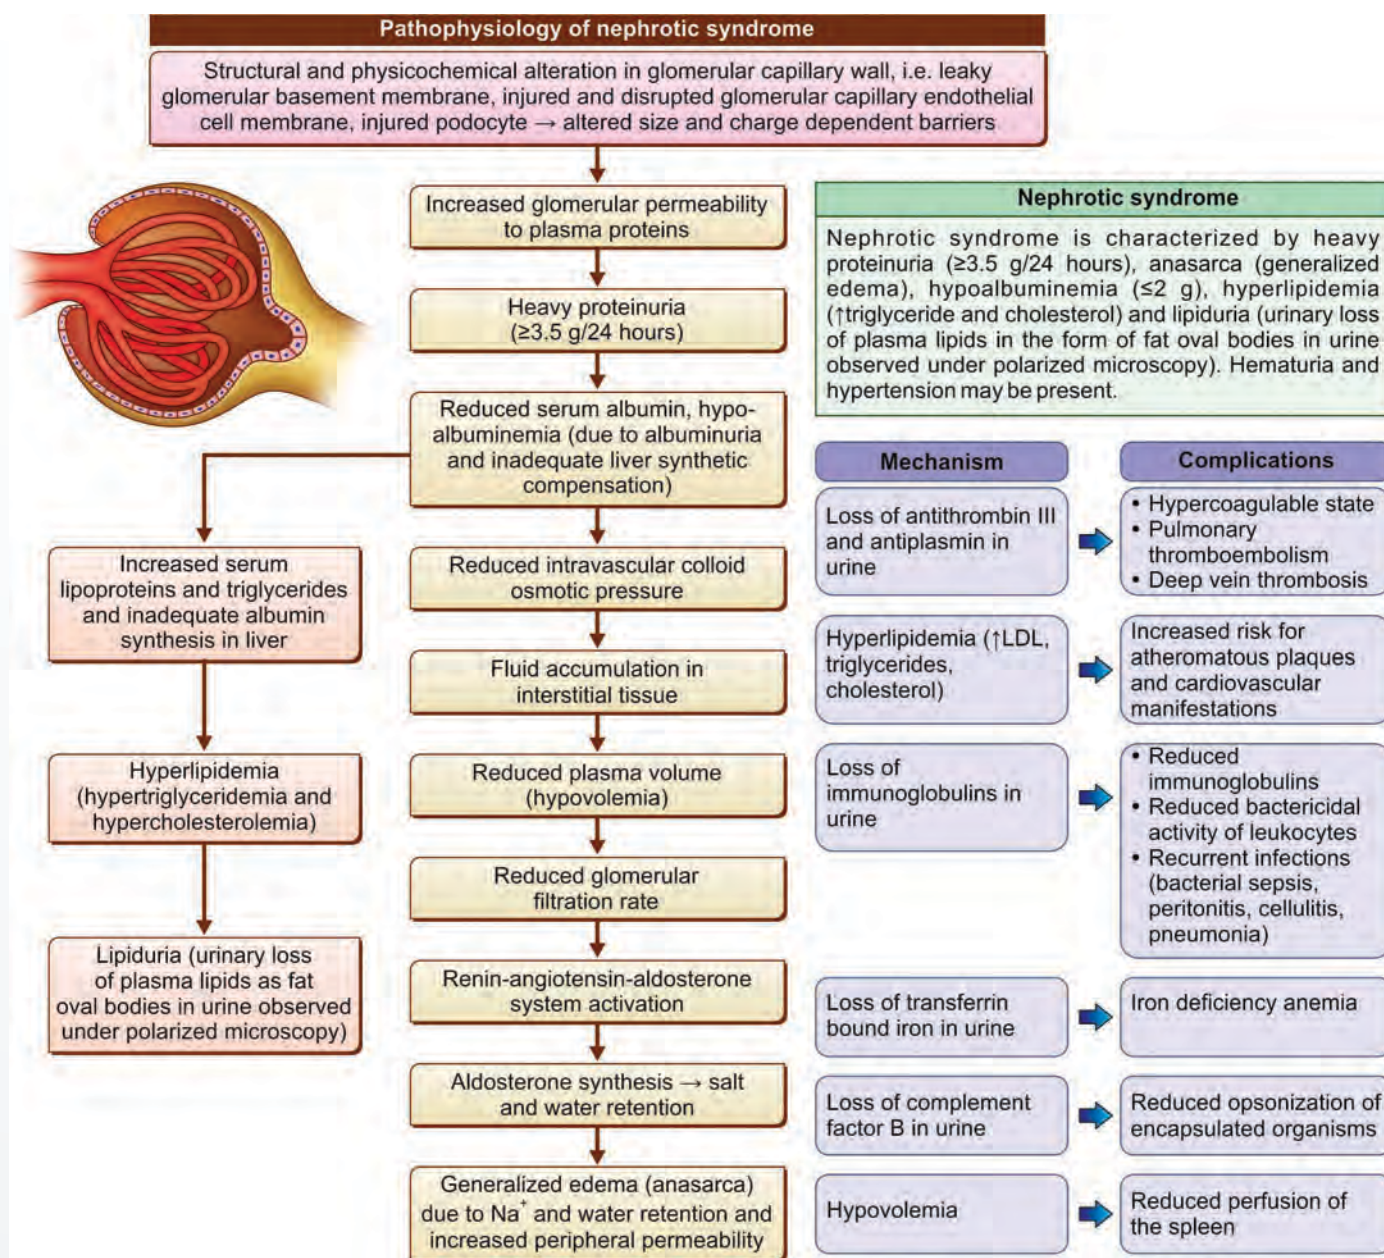 Pathophysiology of nephrotic syndrome
Structural and physicochemical alteration in glomerular capillary wall, i.e. leaky
glomerular basement membrane, injured and disrupted glomerular capillary endothelial
cell membrane, injured podocyte → altered size and charge dependent barriers
Increased glomerular permeability
to plasma proteins
Heavy proteinuria
(≥3.5 g/24 hours)
Reduced serum albumin, hypo-
albuminemia (due to albuminuria
and inadequate liver synthetic
compensation)
Increased serum
lipoproteins and triglycerides
and inadequate albumin
synthesis in liver
Hyperlipidemia
(hypertriglyceridemia and
hypercholesterolemia)
Lipiduria (urinary loss
of plasma lipids as fat
oval bodies in urine observed
under polarized microscopy)
Reduced intravascular colloid
osmotic pressure
Fluid accumulation in
interstitial tissue
Reduced plasma volume
(hypovolemia)
Reduced glomerular
filtration rate
Renin-angiotensin-aldosterone
system activation
Aldosterone synthesis → salt
and water retention
Generalized edema (anasarca)
due to Na⁺ and water retention and
increased peripheral permeability
Nephrotic syndrome
Nephrotic syndrome is characterized by heavy
proteinuria (≥3.5 g/24 hours), anasarca (generalized
edema), hypoalbuminemia (≤2 g), hyperlipidemia
(↑triglyceride and cholesterol) and lipiduria (urinary loss
of plasma lipids in the form of fat oval bodies in urine
observed under polarized microscopy). Hematuria and
hypertension may be present.
Mechanism
Complications
Loss of antithrombin III
and antiplasmin in
urine
• Hypercoagulable state
• Pulmonary
thromboembolism
• Deep vein thrombosis
Hyperlipidemia (↑LDL,
triglycerides,
cholesterol)
Increased risk for
atheromatous plaques
and cardiovascular
manifestations
Loss of
immunoglobulins in
urine
• Reduced
immunoglobulins
• Reduced bactericidal
activity of leukocytes
• Recurrent infections
(bacterial sepsis,
peritonitis, cellulitis,
pneumonia)
Loss of transferrin
bound iron in urine
Iron deficiency anemia
Loss of complement
factor B in urine
Reduced opsonization of
encapsulated organisms
Hypovolemia
Reduced perfusion of
the spleen